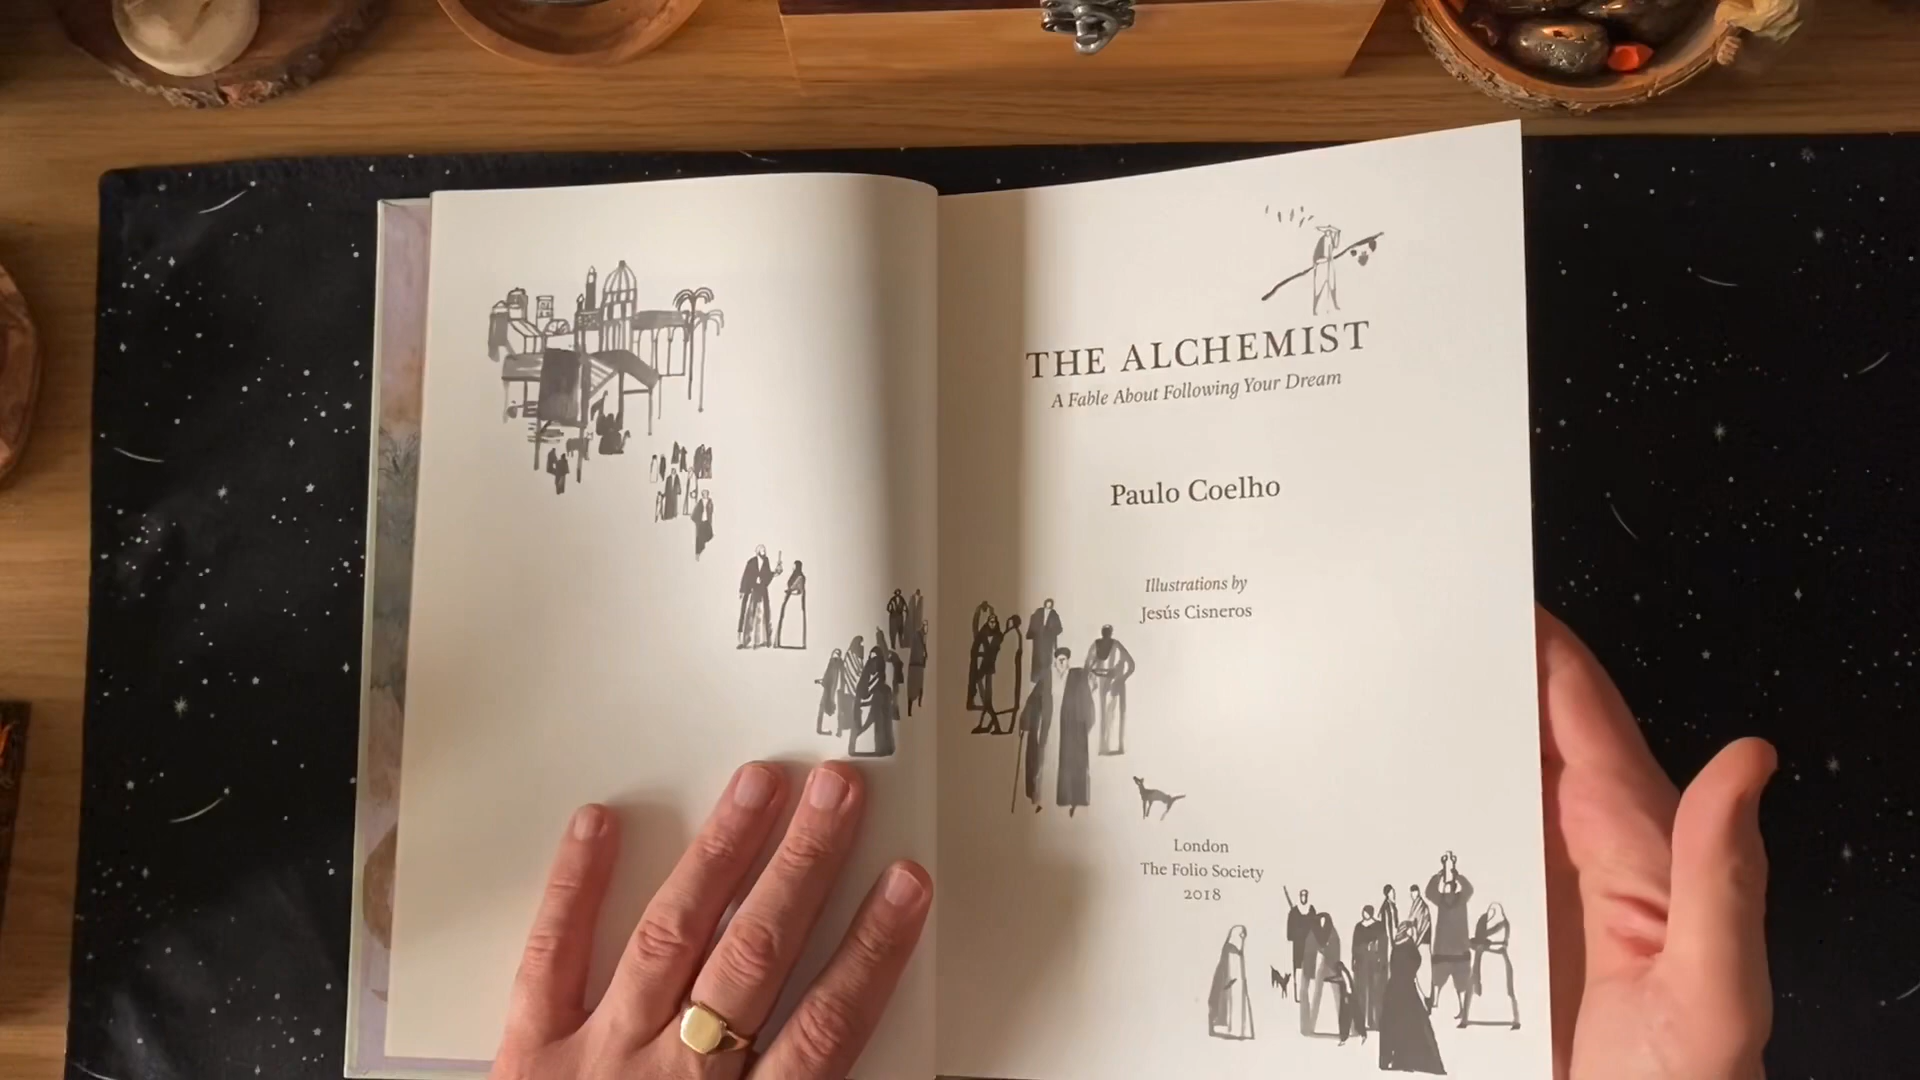 THE ALCHEMIST
A Fable About Following Your Dream
Paulo Coelho
Illustrations by
Jesús Cisneros
London
The Folio Society
2018